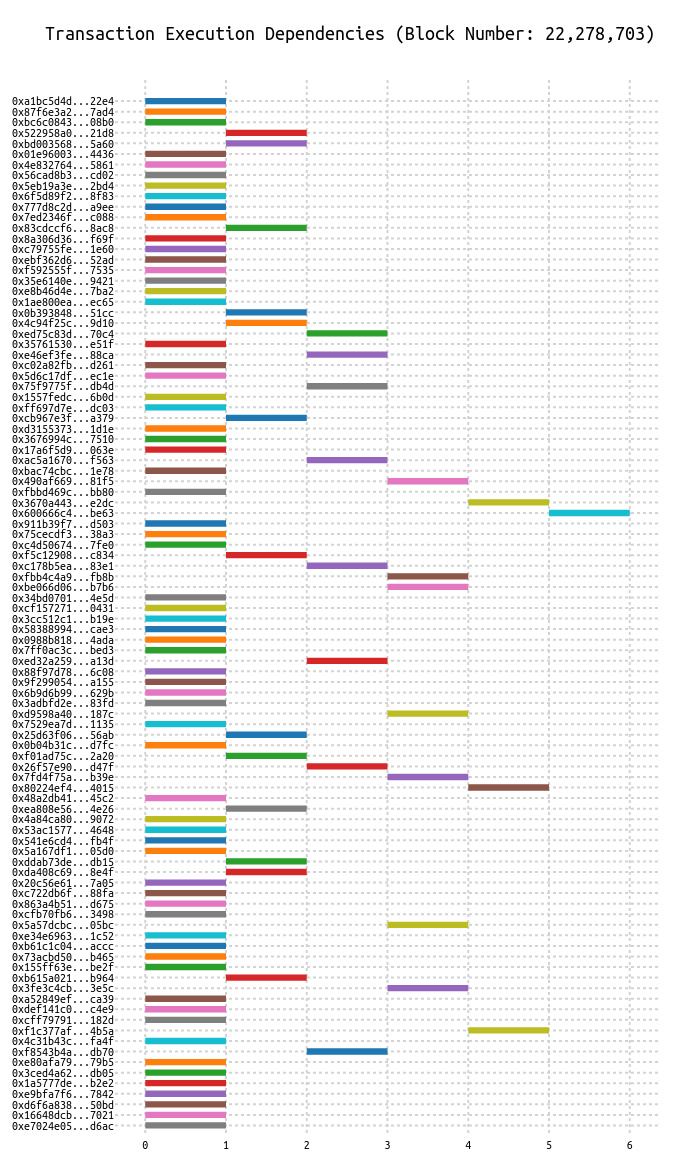 Transaction Execution Dependencies (Block Number: 22,278,703)
0xa1bc5d4d...22e4
0x87f6e3a2...7ad4
0xbc6c0843...08b0
0x522958a0...21d8
0xbd003568...5a60
0x01e96003...4436
0x4e832764...5861
0x56cad8b3...cd02
0x5eb19a3e...2bd4
0x6f5d89f2...8f83
0x777d8c2d...a9ee
0x7ed2346f...c088
0x83cdccf6...8ac8
0x8a306d36...f69f
0xc79755fe...1e60
0xebf362d6...52ad
0xf592555f...7535
0x35e6140e...9421
0xe8b46d4e...7ba2
0x1ae800ea...ec65
0x0b393848...51cc
0x4c94f25c...9d10
0xed75c83d...70c4
0x35761530...e51f
0xe46ef3fe...88ca
0xc02a82fb...d261
0x5d6c17df...ec1e
0x75f9775f...db4d
0x1557fedc...6b0d
0xff697d7e...dc03
0xcb967e3f...a379
0xd3155373...1d1e
0x3676994c...7510
0x17a6f5d9...063e
0xac5a1670...f563
0xbac74cbc...1e78
0x490af669...81f5
0xfbbd469c...bb80
0x3670a443...e2dc
0x600666c4...be63
0x911b39f7...d503
0x75cecdf3...38a3
0xc4d50674...7fe0
0xf5c12908...c834
0xc178b5ea...83e1
0xfbb4c4a9...fb8b
0xbe066d06...b7b6
0x34bd0701...4e5d
0xcf157271...0431
0x3cc512c1...b19e
0x58388994...cae3
0x0988b818...4ada
0x7ff0ac3c...bed3
0xed32a259...a13d
0x88f97d78...6c08
0x9f299054...a155
0x6b9d6b99...629b
0x3adbfd2e...83fd
0xd9598a40...187c
0x7529ea7d...1135
0x25d63f06...56ab
0x0b04b31c...d7fc
0xf01ad75c...2a20
0x26f57e90...d47f
0x7fd4f75a...b39e
0x80224ef4...4015
0x48a2db41...45c2
0xea808e56...4e26
0x4a84ca80...9072
0x53ac1577...4648
0x541e6cd4...fb4f
0x5a167df1...05d0
0xddab73de...db15
0xda408c69...8e4f
0x20c56e61...7a05
0xc722db6f...88fa
0x863a4b51...d675
0xcfb70fb6...3498
0x5a57dcbc...05bc
0xe34e6963...1c52
0xb61c1c04...accc
0x73acbd50...b465
0x155ff63e...be2f
0xb615a021...b964
0x3fe3c4cb...3e5c
0xa52849ef...ca39
0xdef141c0...c4e9
0xcff79791...182d
0xf1c377af...4b5a
0x4c31b43c...fa4f
0xf8543b4a...db70
0xe80afa79...79b5
0x3ced4a62...db05
0x1a5777de...b2e2
0xe9bfa7f6...7842
0xd6f6a838...50bd
0x16648dcb...7021
0xe7024e05...d6ac
0 1 2 3 4 5 6